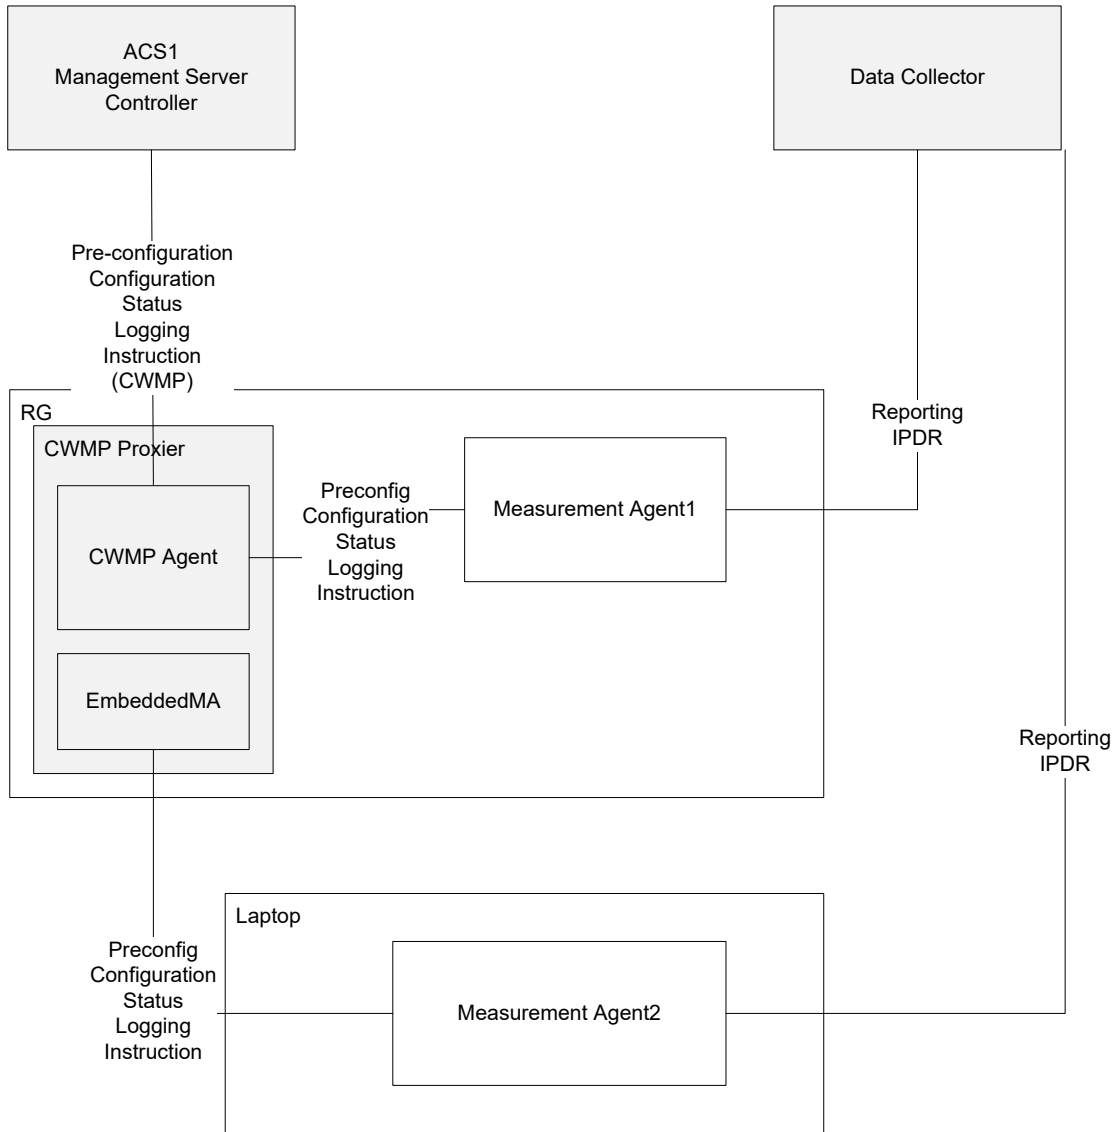 ACS1
Management Server
Controller
Data Collector
Pre-configuration
Configuration
Status
Logging
Instruction
(CWMP)
Reporting
IPDR
RG
CWMP Proxier
CWMP Agent
Preconfig
Configuration
Status
Logging
Instruction
Measurement Agent1
EmbeddedMA
Reporting
IPDR
Laptop
Preconfig
Configuration
Status
Logging
Instruction
Measurement Agent2